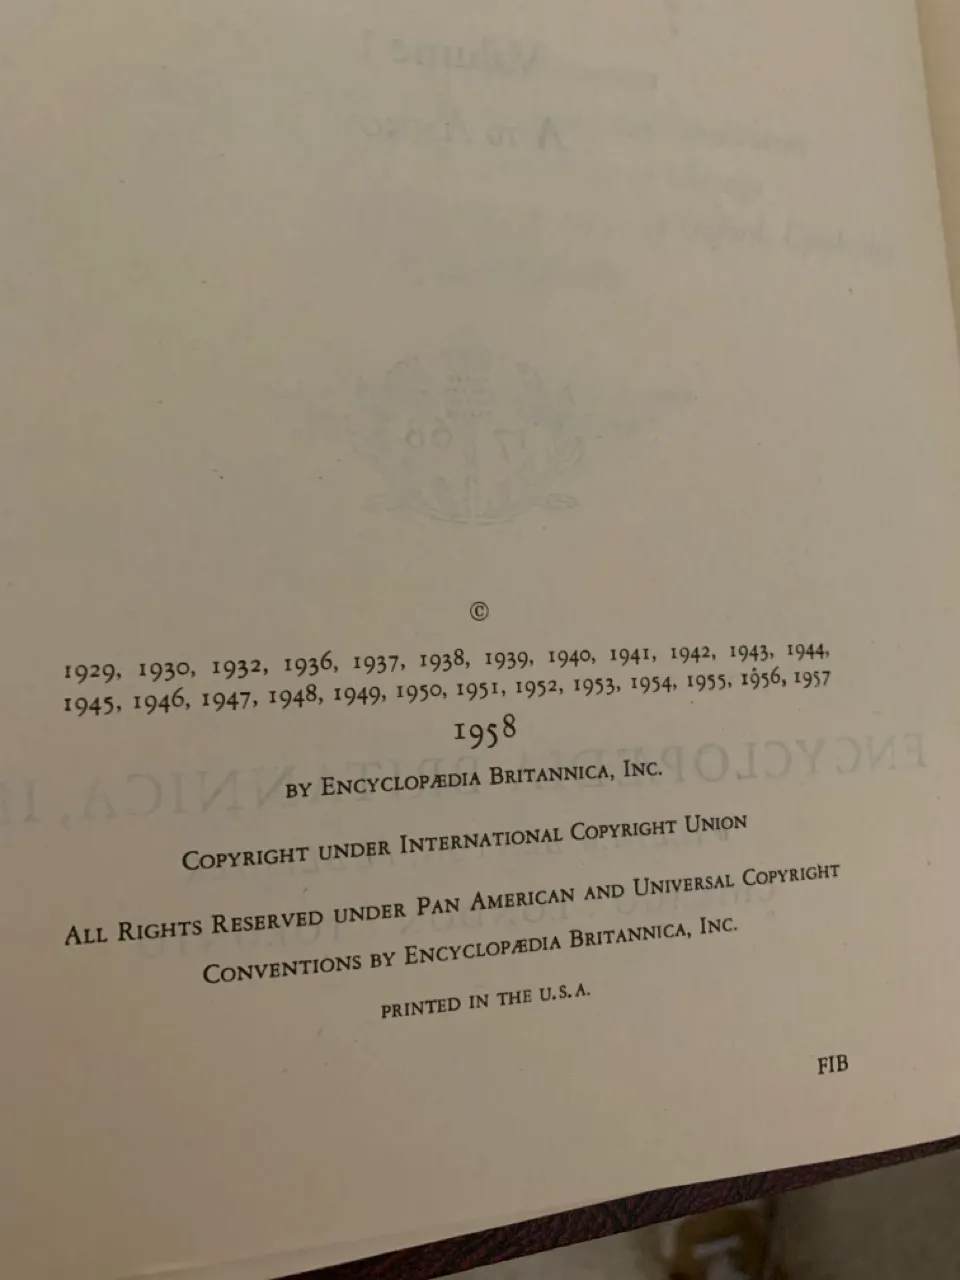 ©
1929, 1930, 1932, 1936, 1937, 1938, 1939, 1940, 1941, 1942, 1943, 1944,
1945, 1946, 1947, 1948, 1949, 1950, 1951, 1952, 1953, 1954, 1955, 1956, 1957
1958
BY ENCYCLOPÆDIA BRITANNICA, INC.
COPYRIGHT UNDER INTERNATIONAL COPYRIGHT UNION
ALL RIGHTS RESERVED UNDER PAN AMERICAN AND UNIVERSAL COPYRIGHT
CONVENTIONS BY ENCYCLOPÆDIA BRITANNICA, INC.
PRINTED IN THE U.S.A.
FIB